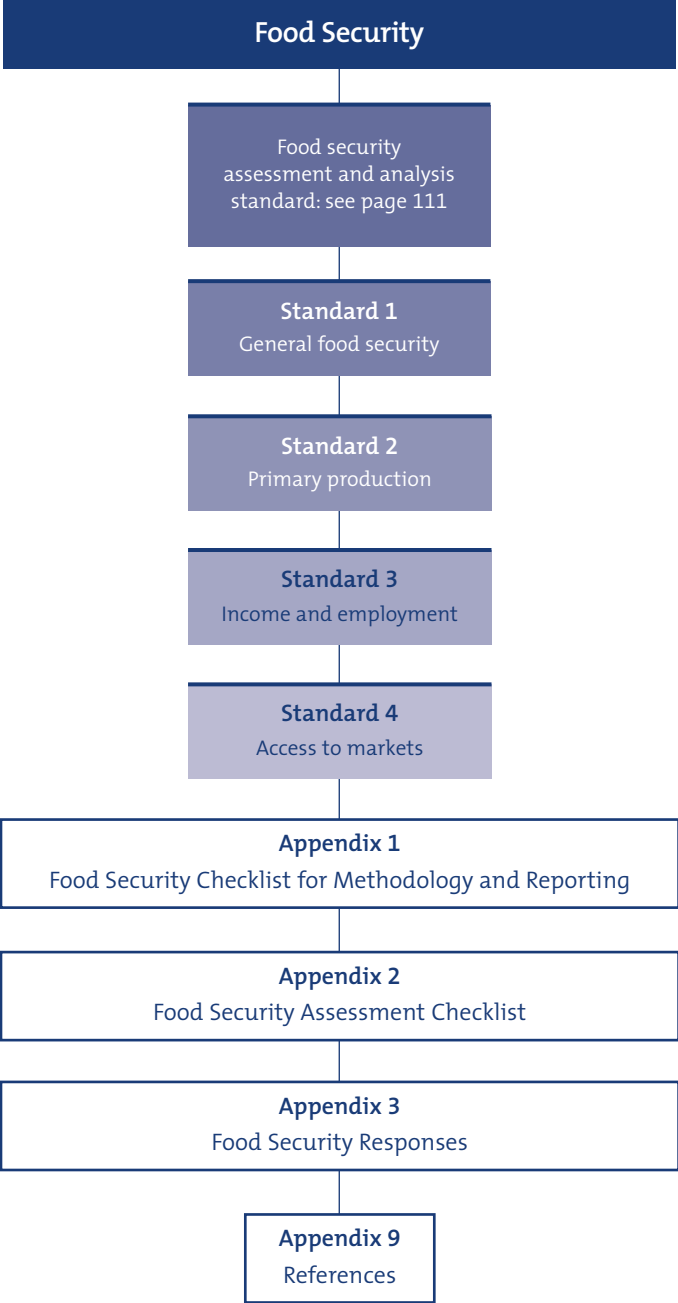 Food Security
Food security
assessment and analysis
standard: see page 111
Standard 1
General food security
Standard 2
Primary production
Standard 3
Income and employment
Standard 4
Access to markets
Appendix 1
Food Security Checklist for Methodology and Reporting
Appendix 2
Food Security Assessment Checklist
Appendix 3
Food Security Responses
Appendix 9
References